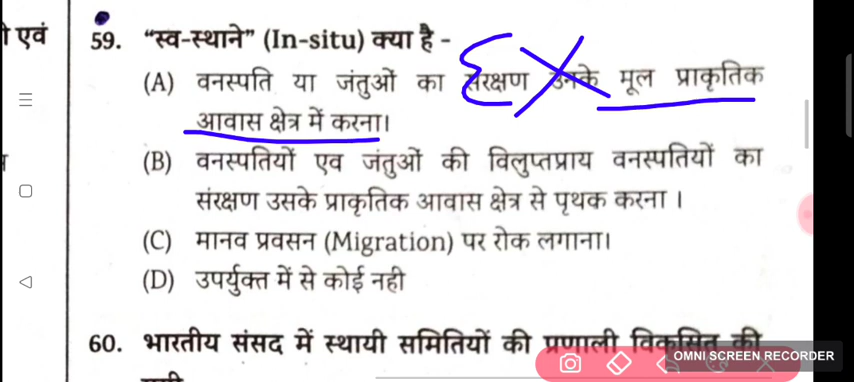 ो एवं
59. “स्व-स्थाने” (In-situ) क्या है -
(A) वनस्पति या जंतुओं का संरक्षण उनके मूल प्राकृतिक
आवास क्षेत्र में करना।
(B) वनस्पतियों एव जंतुओं की विलुप्तप्राय वनस्पतियों का
संरक्षण उसके प्राकृतिक आवास क्षेत्र से पृथक करना ।
(C) मानव प्रवसन (Migration) पर रोक लगाना।
(D) उपर्युक्त में से कोई नही
60. भारतीय संसद में स्थायी समितियों की प्रणाली विकसित की
OMNI SCREEN RECORDER